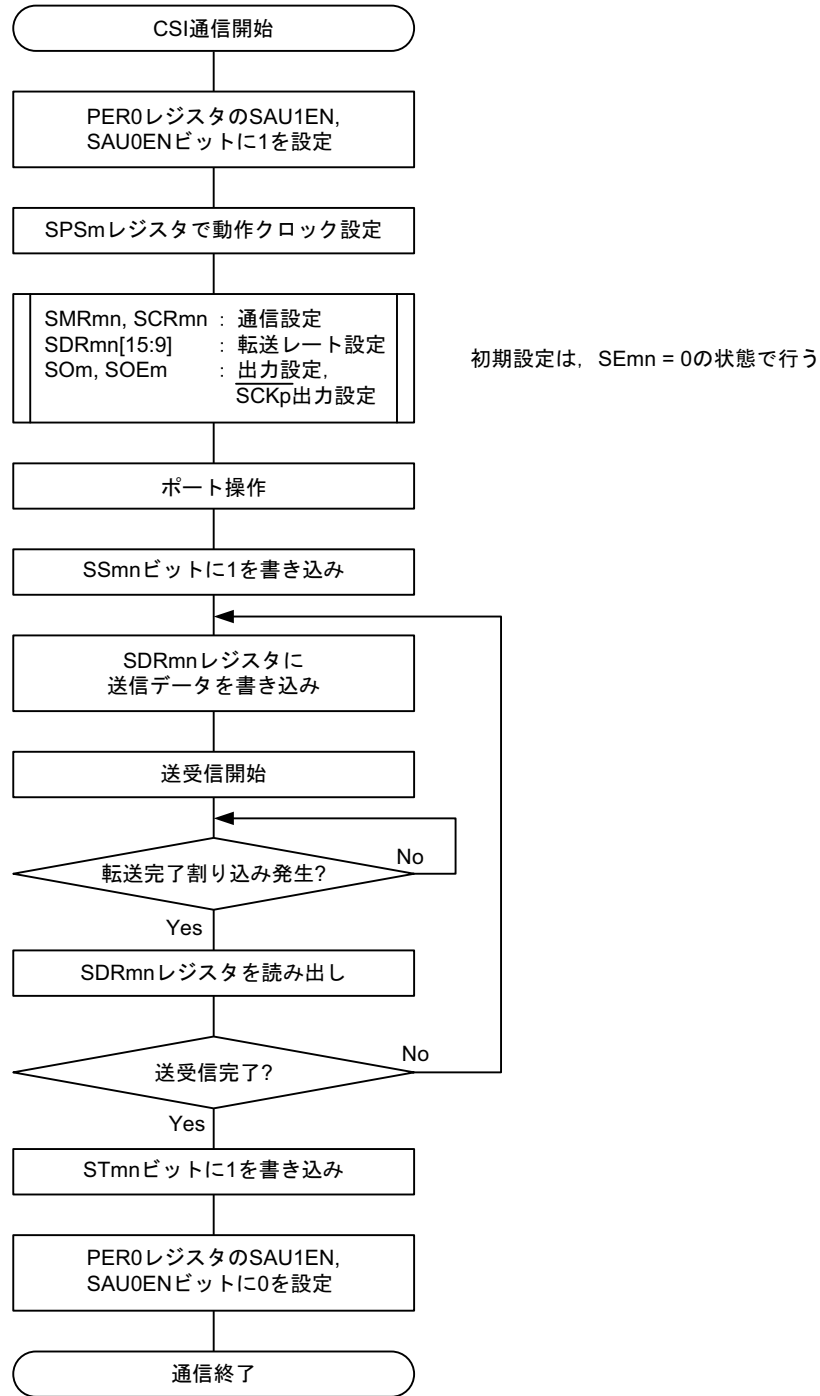 CSI通信開始
PER0レジスタのSAU1EN,
SAU0ENビットに1を設定
SPSmレジスタで動作クロック設定
SMRmn, SCRmn : 通信設定
SDRmn[15:9] : 転送レート設定
SOm, SOEm : 出力設定,
SCKp出力設定
初期設定は，SEmn = 0の状態で行う
ポート操作
SSmnビットに1を書き込み
SDRmnレジスタに
送信データを書き込み
送受信開始
転送完了割り込み発生?
No
Yes
SDRmnレジスタを読み出し
送受信完了?
No
Yes
STmnビットに1を書き込み
PER0レジスタのSAU1EN,
SAU0ENビットに0を設定
通信終了